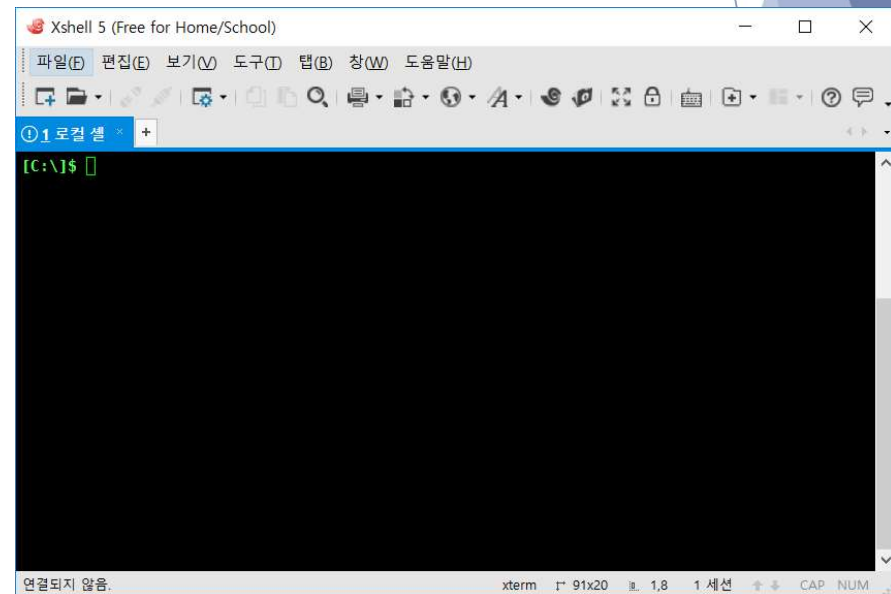 Xshell 5 (Free for Home/School)
파일(F) 편집(E) 보기(V) 도구(T) 탭(B) 창(W) 도움말(H)
1 로컬 셸 × +
[C:\]$
연결되지 않음. xterm 91x20 1,8 1 세션 CAP NUM